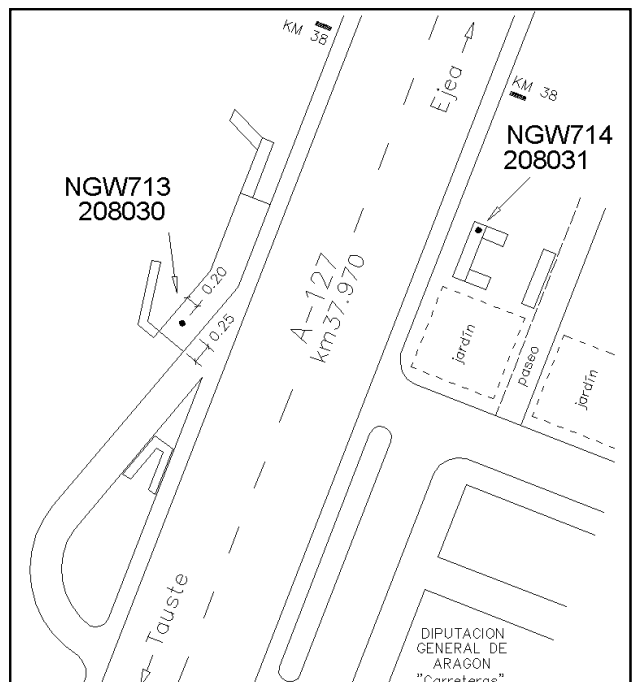 KM 38
Ejea
KM 38
NGW714
208031
NGW713
208030
0.20
A-127
km37.970
0.25
jardín
paseo
jardín
Tauste
DIPUTACION
GENERAL DE
ARAGON
"Carreteras"